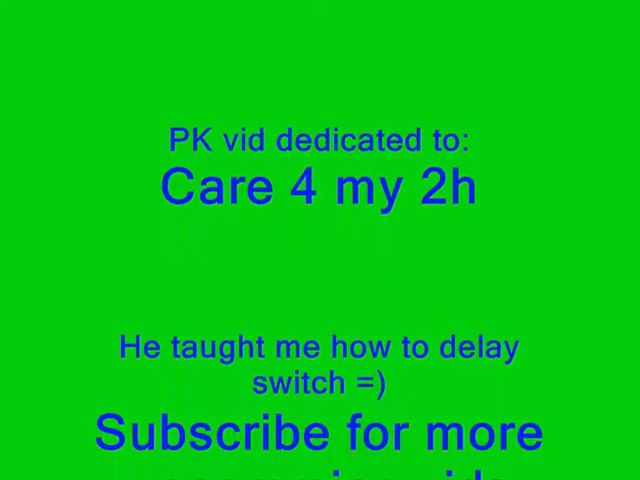 PK vid dedicated to:
Care 4 my 2h
He taught me how to delay
switch =)
Subscribe for more